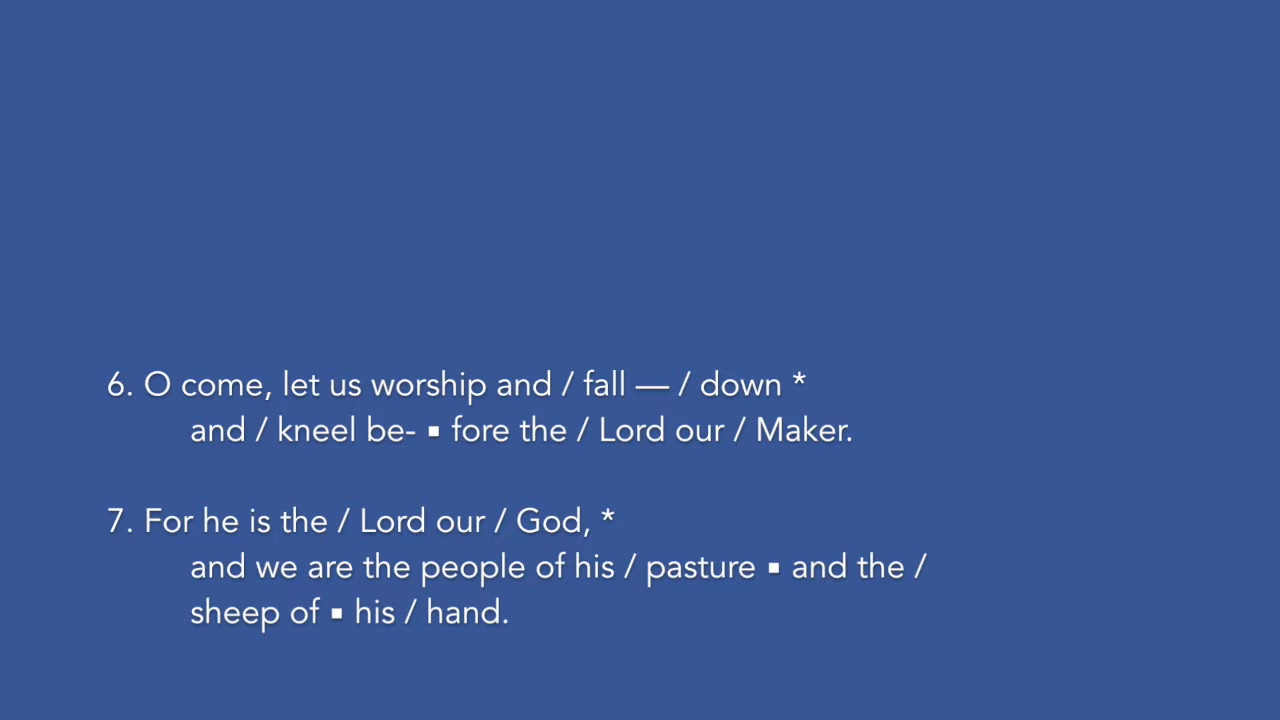 6. O come, let us worship and / fall — / down *
and / kneel be- ▪ fore the / Lord our / Maker.
7. For he is the / Lord our / God, *
and we are the people of his / pasture ▪ and the /
sheep of ▪ his / hand.